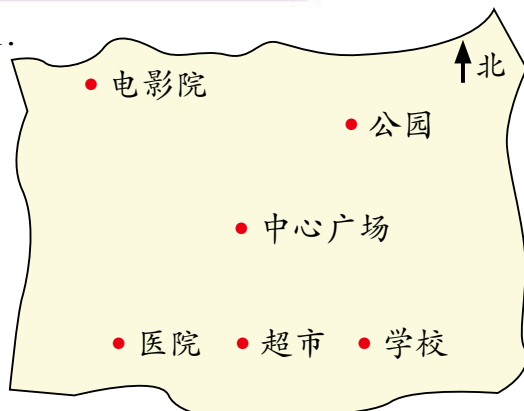 .
北
电影院
公园
中心广场
医院 超市 学校